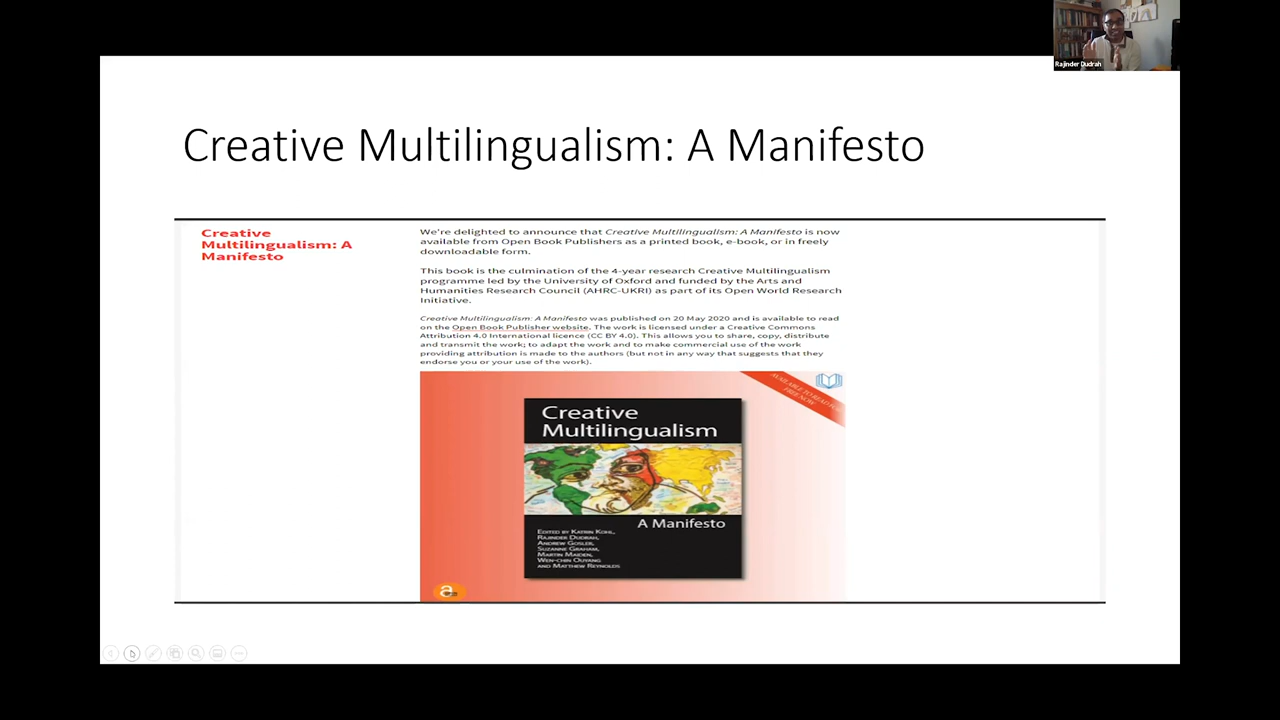 Rajinder Dudrah
Creative Multilingualism: A Manifesto
Creative
Multilingualism: A
Manifesto
We're delighted to announce that Creative Multilingualism: A Manifesto is now
available from Open Book Publishers as a printed book, e-book, or in freely
downloadable form.
This book is the culmination of the 4-year research Creative Multilingualism
programme led by the University of Oxford and funded by the Arts and
Humanities Research Council (AHRC-UKRI) as part of its Open World Research
Initiative.
Creative Multilingualism: A Manifesto was published on 20 May 2020 and is available to read
on the Open Book Publisher website. The work is licensed under a Creative Commons
Attribution 4.0 International licence (CC BY 4.0). This allows you to share, copy, distribute
and transmit the work; to adapt the work and to make commercial use of the work
providing attribution is made to the authors (but not in any way that suggests that they
endorse you or your use of the work).
AVAILABLE TO READ FOR
FREE NOW
Creative
Multilingualism
A Manifesto
EDITED BY KATRIN KOHL,
RAJINDER DUDRAH,
ANDREW GOSLER,
SUZANNE GRAHAM,
MARTIN MAIDEN,
WEN-CHIN OUYANG
AND MATTHEW REYNOLDS